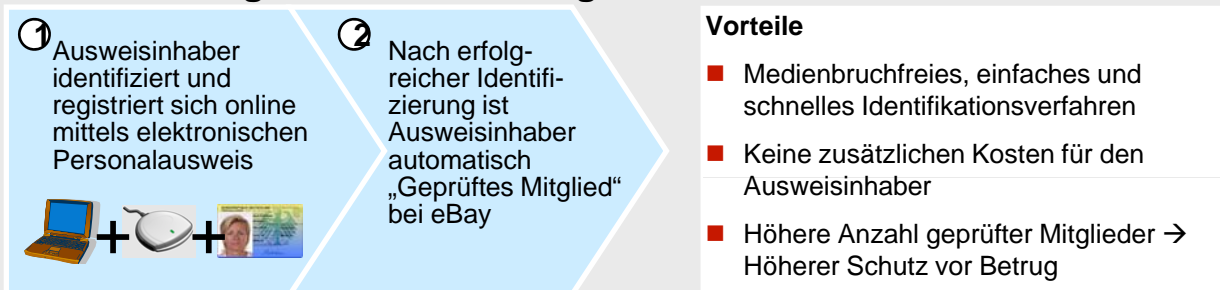 1
Ausweisinhaber
identifiziert und
registriert sich online
mittels elektronischen
Personalausweis
+ +
2
Nach erfolg-
reicher Identifi-
zierung ist
Ausweisinhaber
automatisch
„Geprüftes Mitglied“
bei eBay
Vorteile
■ Medienbruchfreies, einfaches und
schnelles Identifikationsverfahren
■ Keine zusätzlichen Kosten für den
Ausweisinhaber
■ Höhere Anzahl geprüfter Mitglieder →
Höherer Schutz vor Betrug